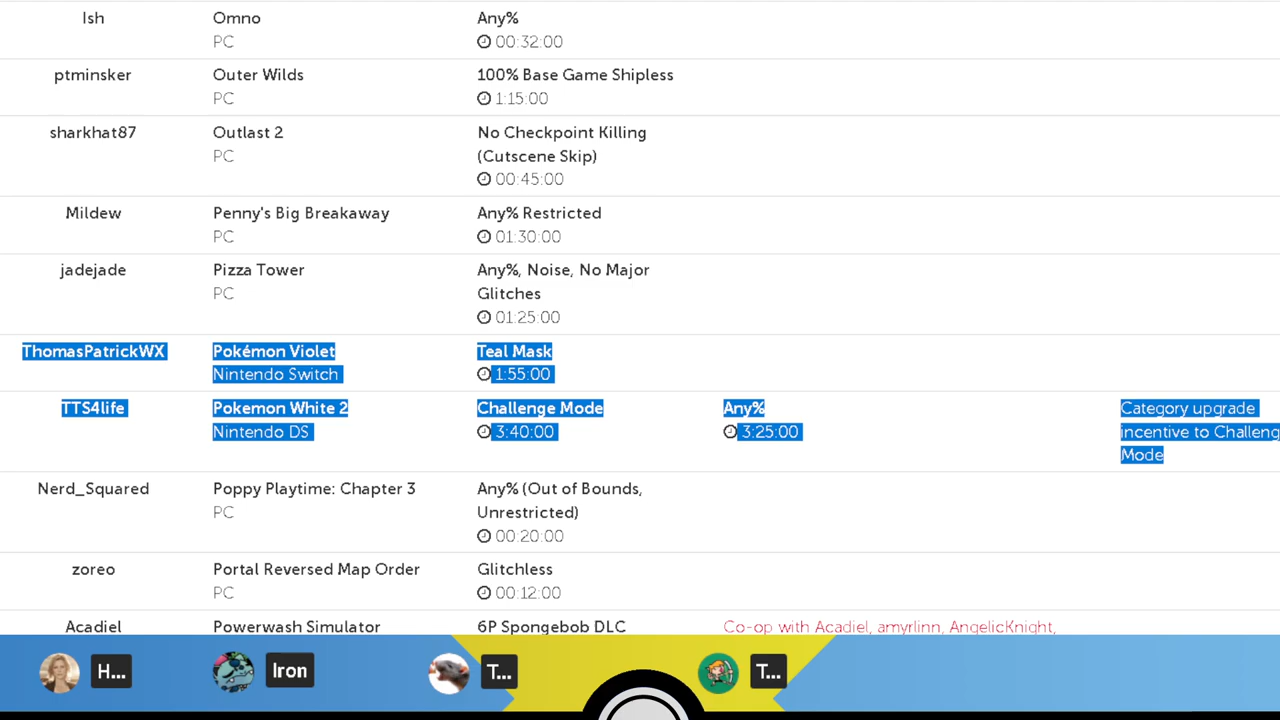 Ish Omno Any%
PC 00:32:00
ptminsker Outer Wilds 100% Base Game Shipless
PC 1:15:00
sharkhat87 Outlast 2 No Checkpoint Killing
PC (Cutscene Skip)
00:45:00
Mildew Penny's Big Breakaway Any% Restricted
PC 01:30:00
jadejade Pizza Tower Any%, Noise, No Major
PC Glitches
01:25:00
ThomasPatrickWX Pokémon Violet Teal Mask
Nintendo Switch 1:55:00
TTS4life Pokemon White 2 Challenge Mode Any% Category upgrade
Nintendo DS 3:40:00 3:25:00 incentive to Challeng
Mode
Nerd_Squared Poppy Playtime: Chapter 3 Any% (Out of Bounds,
PC Unrestricted)
00:20:00
zoreo Portal Reversed Map Order Glitchless
PC 00:12:00
Acadiel Powerwash Simulator 6P Spongebob DLC Co-op with Acadiel, amyrlinn, AngelicKnight,
H... Iron T... T...